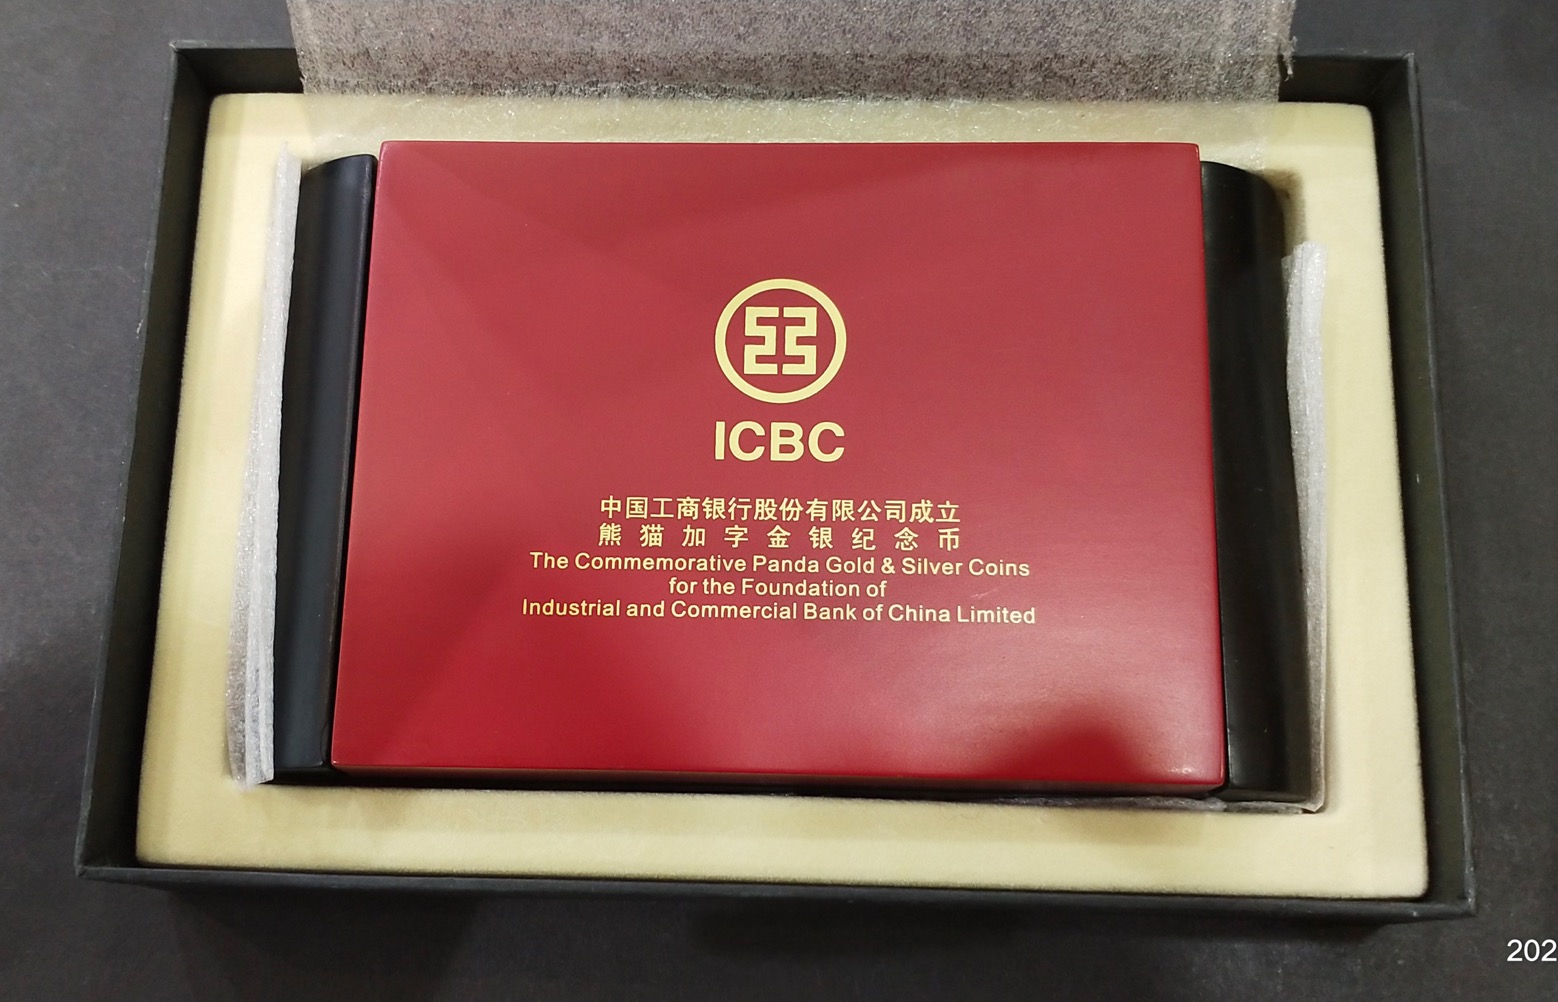 ICBC
中国工商银行股份有限公司成立
熊猫加字金银纪念币
The Commemorative Panda Gold & Silver Coins
for the Foundation of
Industrial and Commercial Bank of China Limited
202